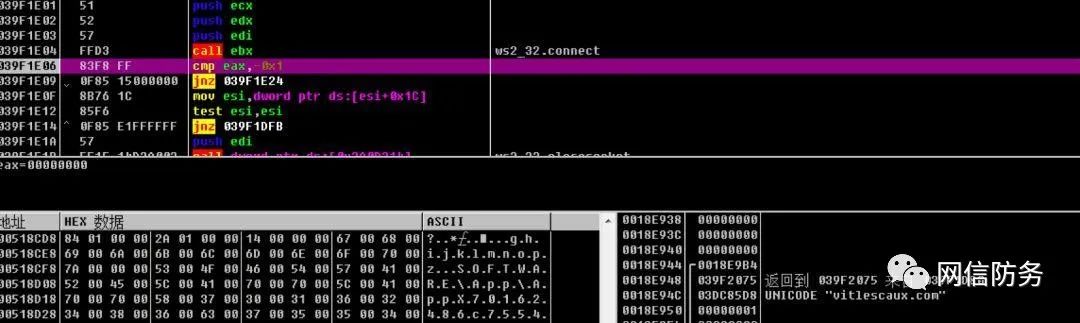 039F1E01 51 push ecx
039F1E02 52 push edx
039F1E03 57 push edi
039F1E04 FFD3 call ebx ws2_32.connect
039F1E06 83F8 FF cmp eax,-0x1
039F1E09 0F85 15000000 jnz 039F1E24
039F1E0F 8B76 1C mov esi,dword ptr ds:[esi+0x1C]
039F1E12 85F6 test esi,esi
039F1E14 0F85 E1FFFFFF jnz 039F1DFB
039F1E1A 57 push edi
eax=00000000
地址 HEX 数据 ASCII
00518CD8 84 01 00 00 2A 01 00 00 14 00 00 00 67 00 68 00
00518CE8 69 00 6A 00 6B 00 6C 00 6D 00 6E 00 6F 00 70 00 i.j.k.l.m.n.o.p.
00518CF8 7A 00 00 00 53 00 4F 00 46 00 54 00 57 00 41 00 z...S.O.F.T.W.A.
00518D08 52 00 45 00 5C 00 41 00 70 00 70 00 5C 00 41 00 R.E.\.A.p.p.\.A.
00518D18 70 00 70 00 58 00 37 00 30 00 31 00 36 00 32 00 p.p.X.7.0.1.6.2.
00518D28 34 00 38 00 36 00 63 00 37 00 35 00 35 00 34 00 4.8.6.c.7.5.5.4.
0018E938 00000000
0018E93C 00000000
0018E940 00000000
0018E944 0018E9B4
0018E948 039F2075 返回到 039F2075
0018E94C 03DC85D8 UNICODE "vitlescaux.com"
0018E950 00000001
网信防务